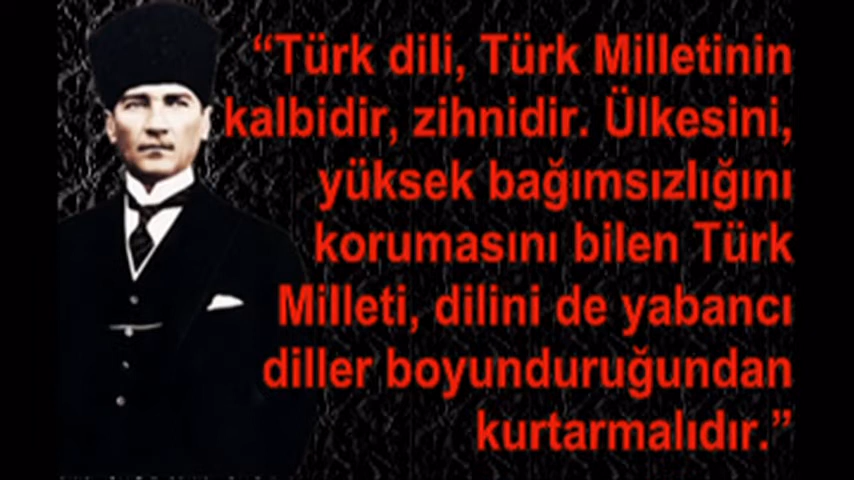 “Türk dili, Türk Milletinin
kalbidir, zihnidir. Ülkesini,
yüksek bağımsızlığını
korumasını bilen Türk
Milleti, dilini de yabancı
diller boyunduruğundan
kurtarmalıdır.”